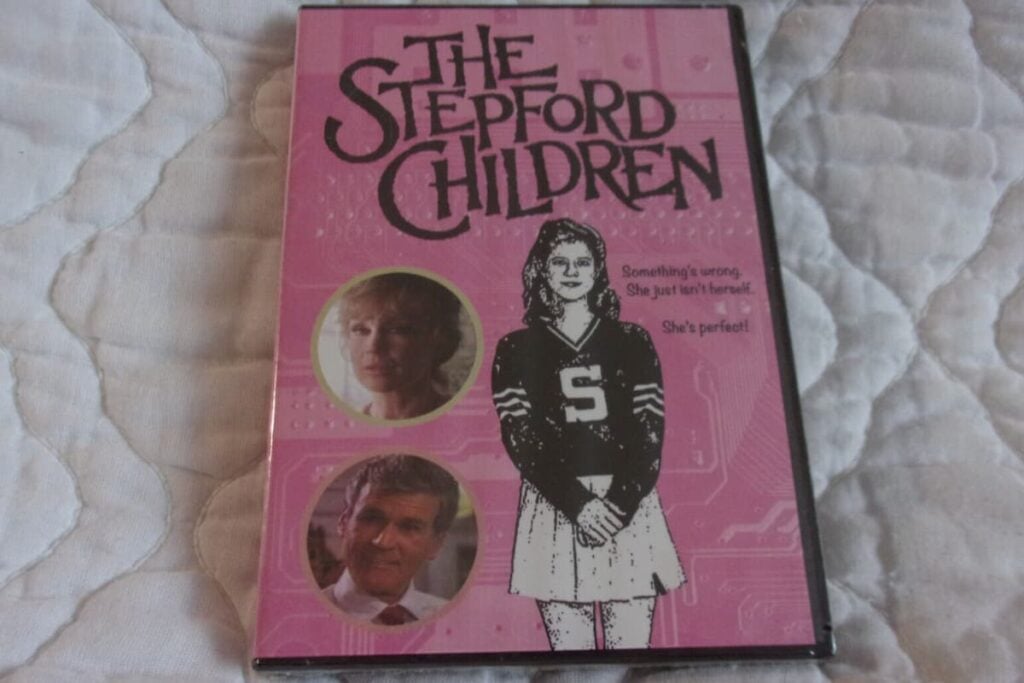 THE
STEPFORD
CHILDREN
Something's wrong.
She just isn't herself.
She's perfect!
S